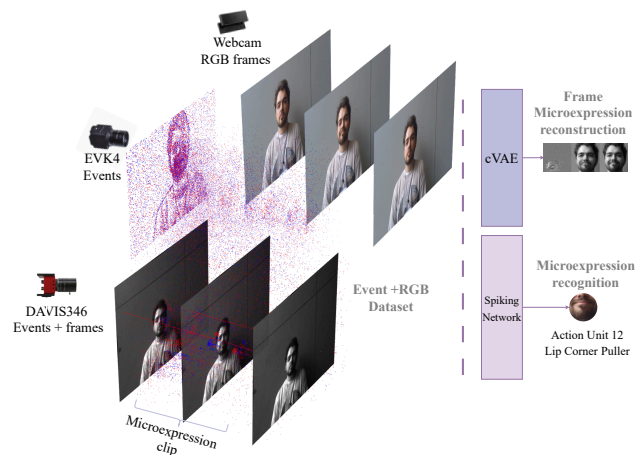 Webcam
RGB frames
EVK4
Events
DAVIS346
Events + frames
Microexpression
clip
Event +RGB
Dataset
cVAE
Frame
Microexpression
reconstruction
Spiking
Network
Microexpression
recognition
Action Unit 12
Lip Corner Puller